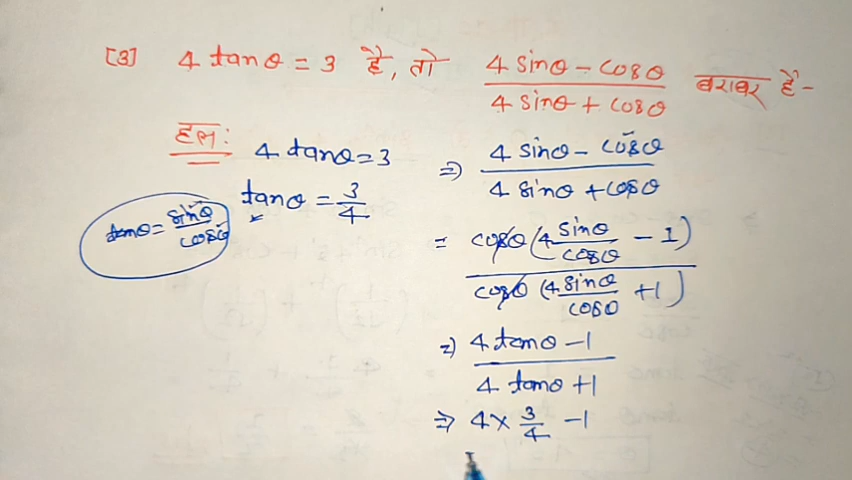 [3] 4 tanθ = 3 है, तो (4 sinθ - cosθ)/(4 sinθ + cosθ) बराबर है-
हल:
4 tanθ = 3
tanθ = 3/4
tanθ = sinθ/cosθ
⇒ (4 sinθ - cosθ)/(4 sinθ + cosθ)
= cosθ(4 sinθ/cosθ - 1)/cosθ(4 sinθ/cosθ + 1)
⇒ (4 tanθ - 1)/(4 tanθ + 1)
⇒ 4 × 3/4 - 1